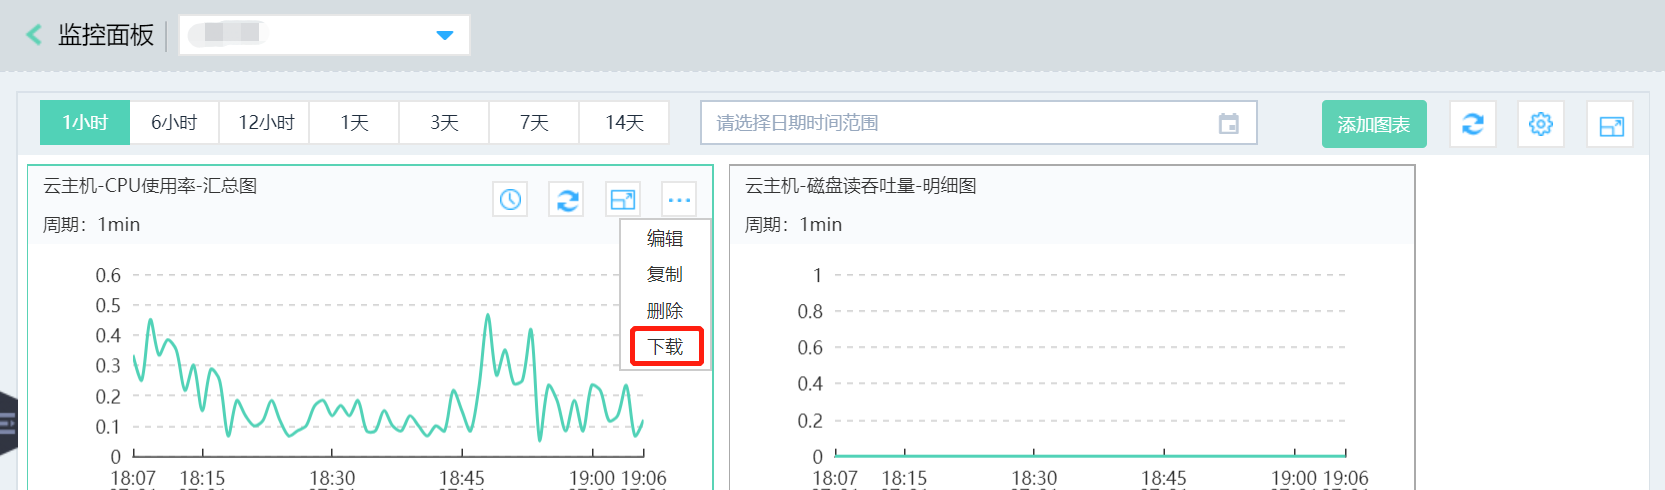 监控面板
1小时 6小时 12小时 1天 3天 7天 14天 请选择日期时间范围 添加图表
云主机-CPU使用率-汇总图
周期：1min
编辑
复制
删除
下载
0.6
0.5
0.4
0.3
0.2
0.1
0
18:07 18:15 18:30 18:45 19:00 19:06
云主机-磁盘读吞吐量-明细图
周期：1min
1
0.8
0.6
0.4
0.2
0
18:07 18:15 18:30 18:45 19:00 19:06